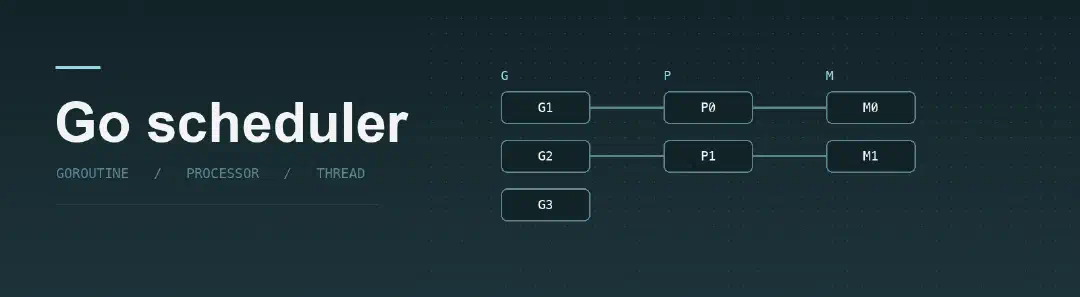 Go scheduler
GOROUTINE / PROCESSOR / THREAD
G P M
G1 P0 M0
G2 P1 M1
G3